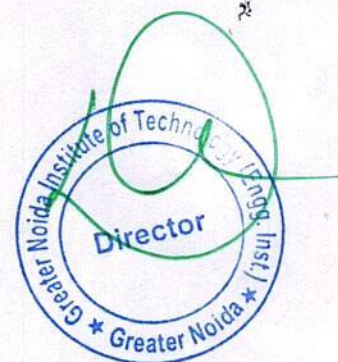 Greater Noida Institute of Technology (Engg. Inst.)
Director
★ Greater Noida ★